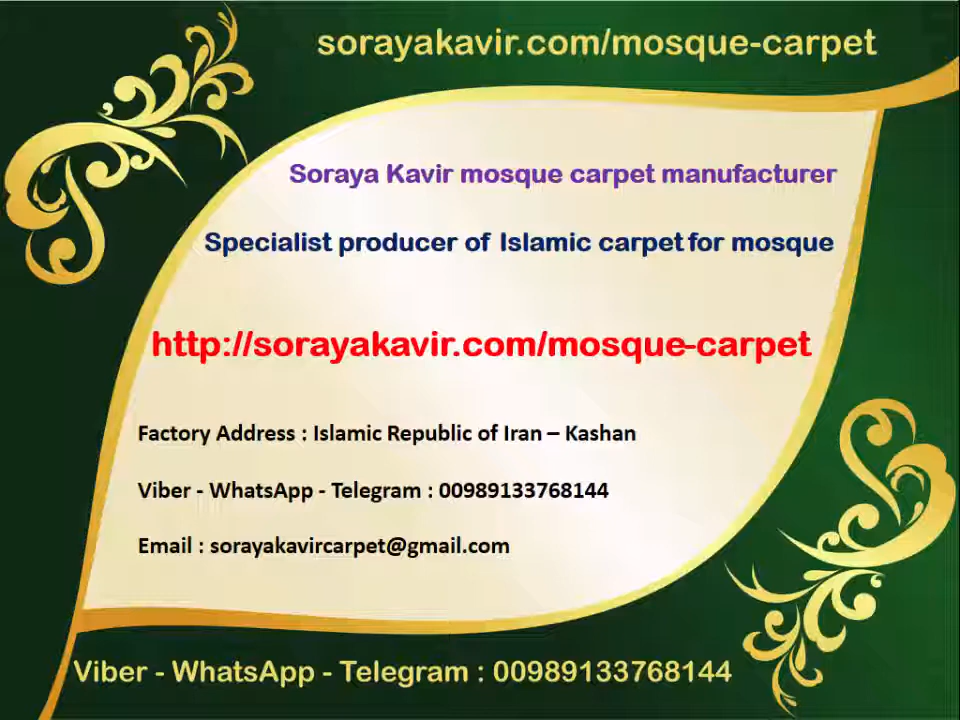 sorayakavir.com/mosque-carpet
Soraya Kavir mosque carpet manufacturer
Specialist producer of Islamic carpet for mosque
http://sorayakavir.com/mosque-carpet
Factory Address : Islamic Republic of Iran – Kashan
Viber - WhatsApp - Telegram : 00989133768144
Email : sorayakavircarpet@gmail.com
Viber - WhatsApp - Telegram : 00989133768144